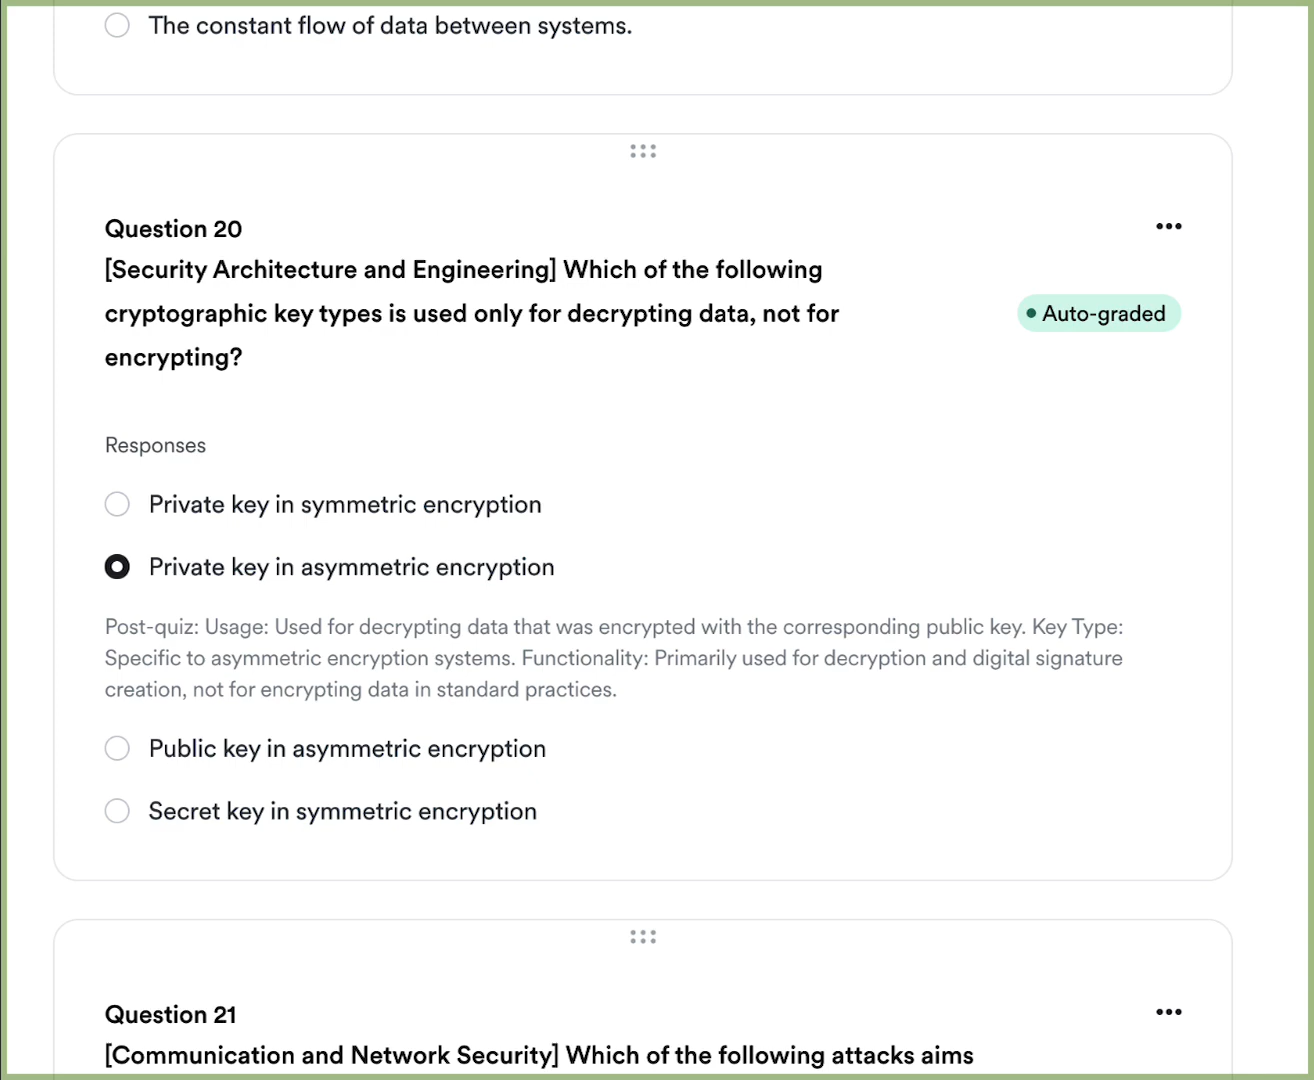 The constant flow of data between systems.
Question 20
[Security Architecture and Engineering] Which of the following
cryptographic key types is used only for decrypting data, not for
encrypting?
Auto-graded
Responses
Private key in symmetric encryption
Private key in asymmetric encryption
Post-quiz: Usage: Used for decrypting data that was encrypted with the corresponding public key. Key Type:
Specific to asymmetric encryption systems. Functionality: Primarily used for decryption and digital signature
creation, not for encrypting data in standard practices.
Public key in asymmetric encryption
Secret key in symmetric encryption
Question 21
[Communication and Network Security] Which of the following attacks aims